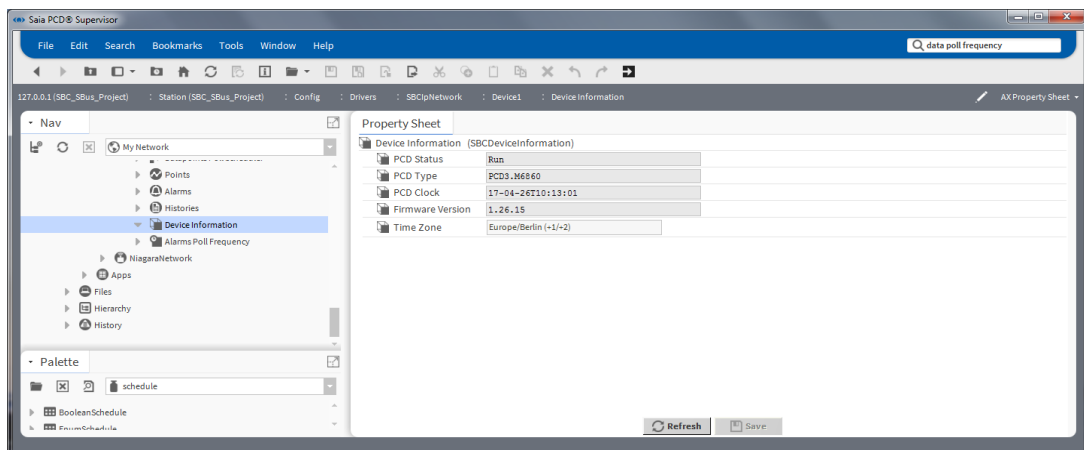 Saia PCD® Supervisor
File Edit Search Bookmarks Tools Window Help
data poll frequency
127.0.0.1 (SBC_SBus_Project) : Station (SBC_SBus_Project) : Config : Drivers : SBCIpNetwork : Device1 : Device Information
AX Property Sheet
Nav
My Network
Points
Alarms
Histories
Device Information
Alarms Poll Frequency
NiagaraNetwork
Apps
Files
Hierarchy
History
Palette
schedule
BooleanSchedule
EnumSchedule
Property Sheet
Device Information (SBCDeviceInformation)
PCD Status Run
PCD Type PCD3.M6860
PCD Clock 17-04-26T10:13:01
Firmware Version 1.26.15
Time Zone Europe/Berlin (+1/+2)
Refresh Save